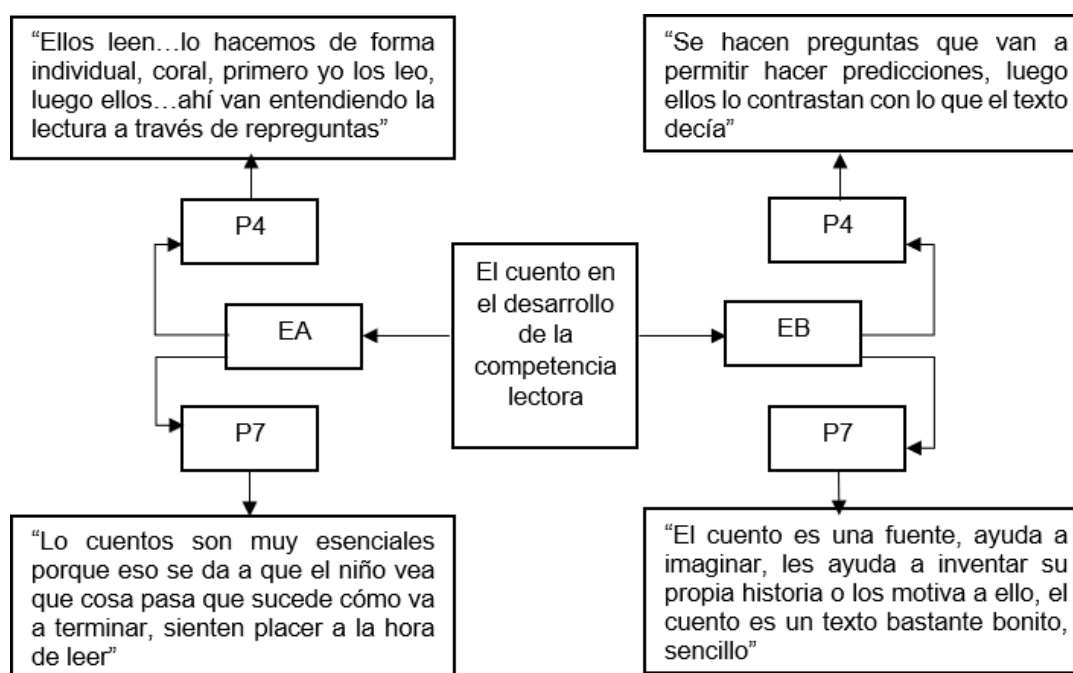 “Ellos leen…lo hacemos de forma
individual, coral, primero yo los leo,
luego ellos…ahí van entendiendo la
lectura a través de repreguntas”
“Se hacen preguntas que van a
permitir hacer predicciones, luego
ellos lo contrastan con lo que el texto
decía”
P4
P4
El cuento en
el desarrollo
de la
competencia
lectora
EA
EB
P7
P7
“Lo cuentos son muy esenciales
porque eso se da a que el niño vea
que cosa pasa que sucede cómo va
a terminar, sienten placer a la hora
de leer”
“El cuento es una fuente, ayuda a
imaginar, les ayuda a inventar su
propia historia o los motiva a ello, el
cuento es un texto bastante bonito,
sencillo”